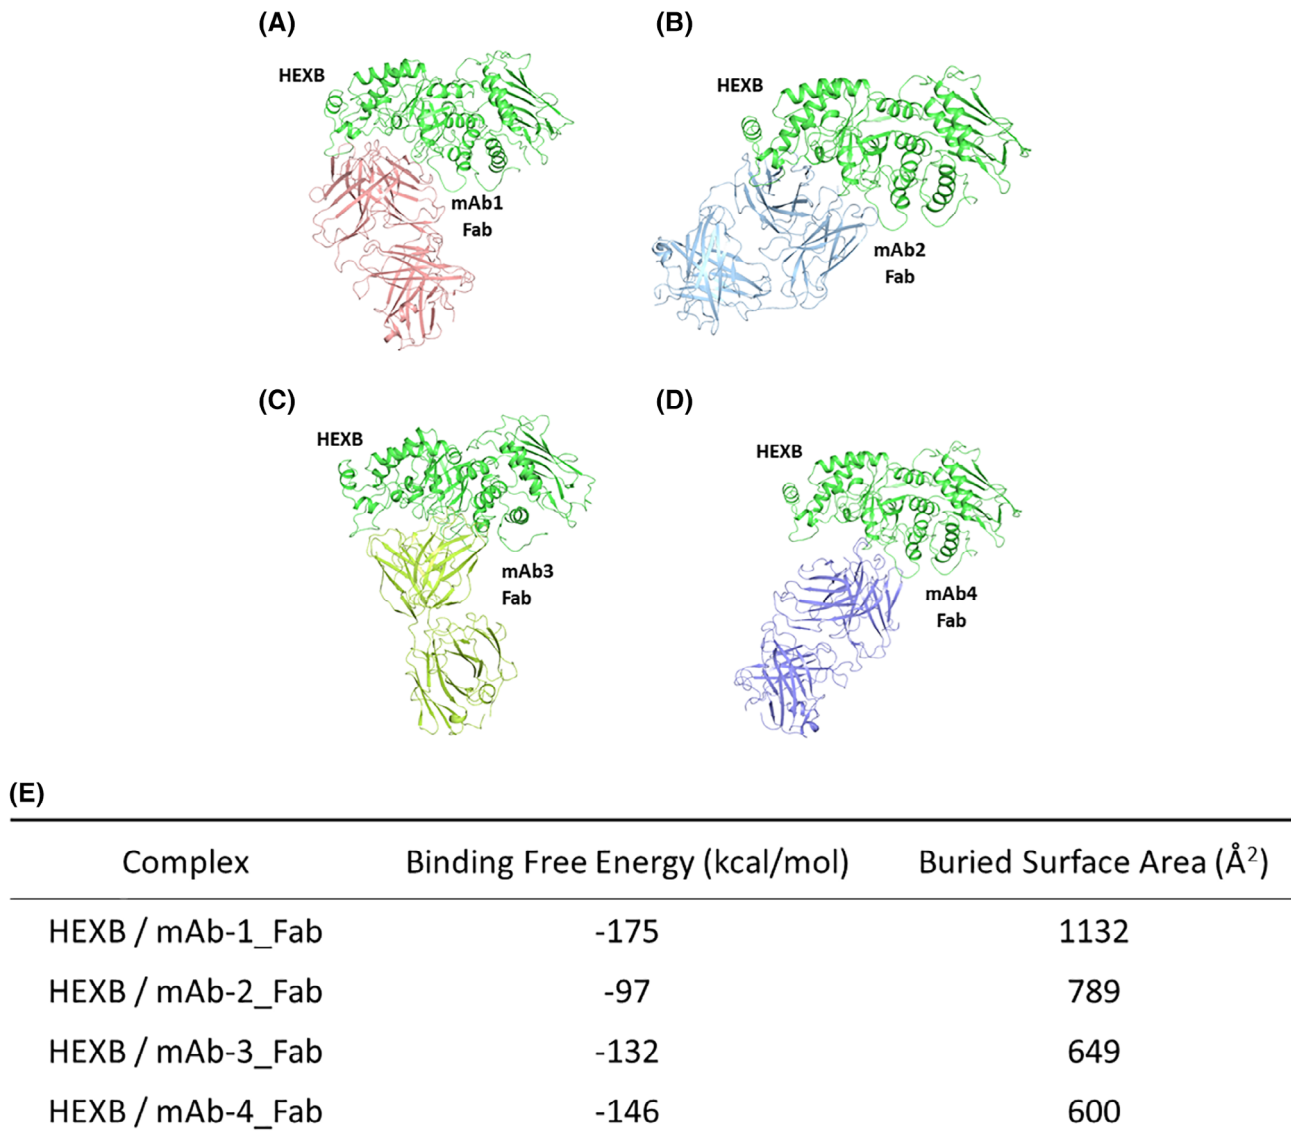 (A)
HEXB
mAb1
Fab
(B)
HEXB
mAb2
Fab
(C)
HEXB
mAb3
Fab
(D)
HEXB
mAb4
Fab
(E)
Complex Binding Free Energy (kcal/mol) Buried Surface Area (Å²)
HEXB / mAb-1_Fab -175 1132
HEXB / mAb-2_Fab -97 789
HEXB / mAb-3_Fab -132 649
HEXB / mAb-4_Fab -146 600